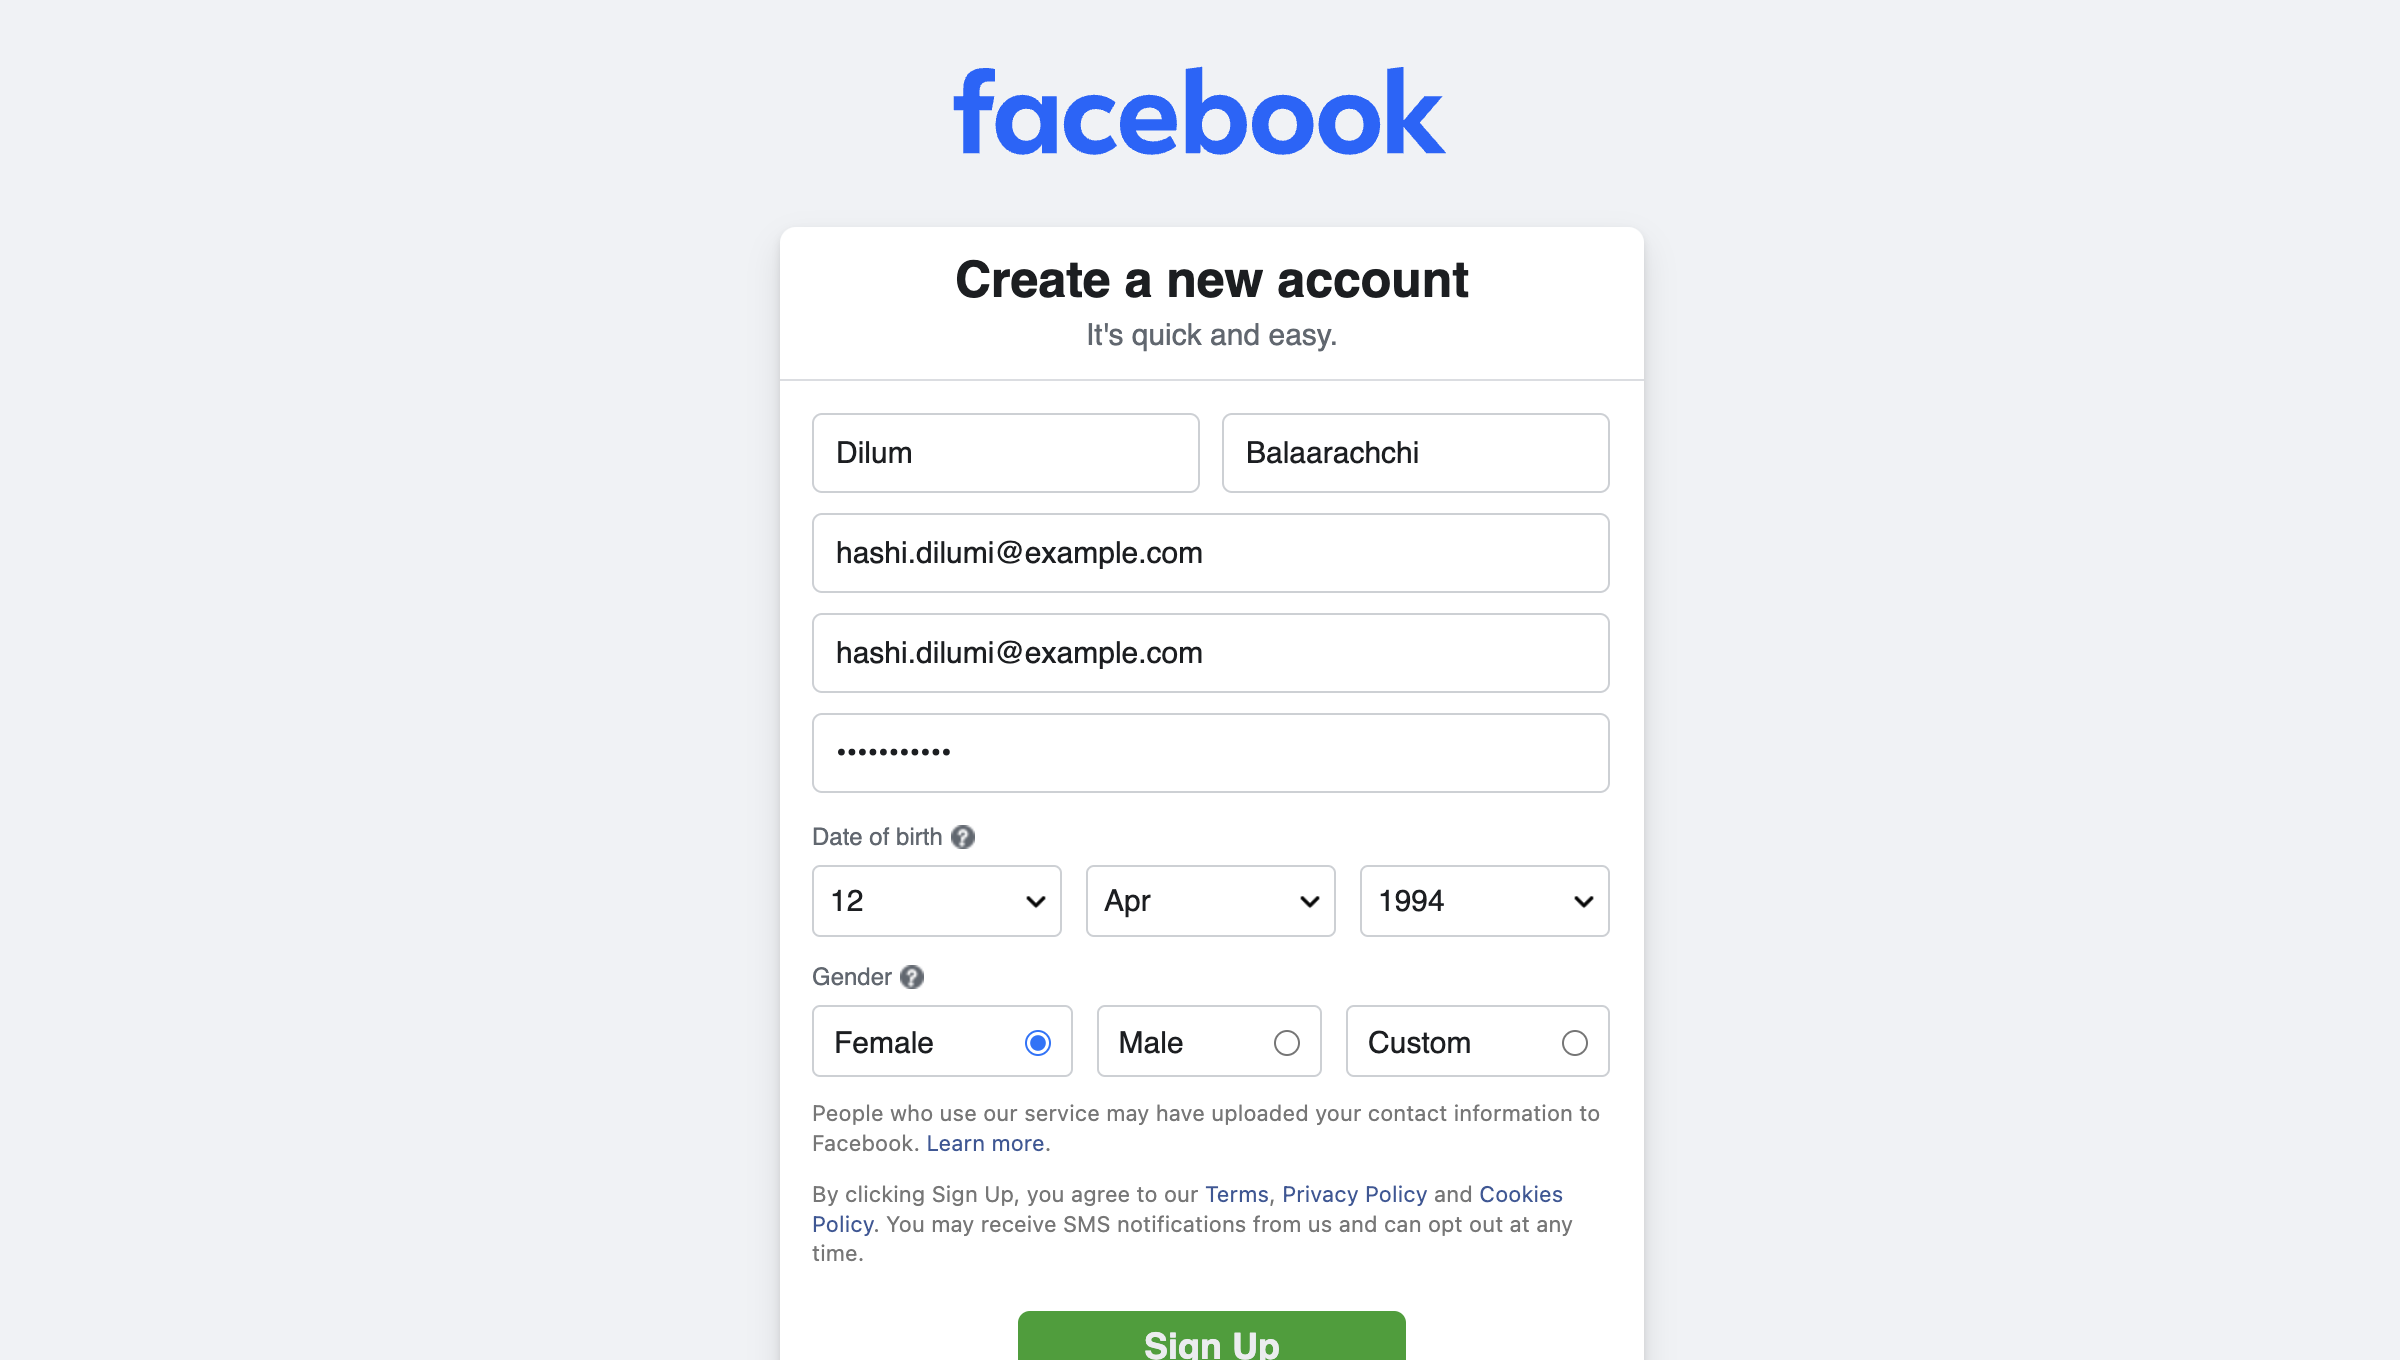 facebook
Create a new account
It's quick and easy.
Dilum Balaarachchi
hashi.dilumi@example.com
hashi.dilumi@example.com
•••••••••••
Date of birth ?
12 Apr 1994
Gender ?
Female Male Custom
People who use our service may have uploaded your contact information to
Facebook. Learn more.
By clicking Sign Up, you agree to our Terms, Privacy Policy and Cookies
Policy. You may receive SMS notifications from us and can opt out at any
time.
Sign Up